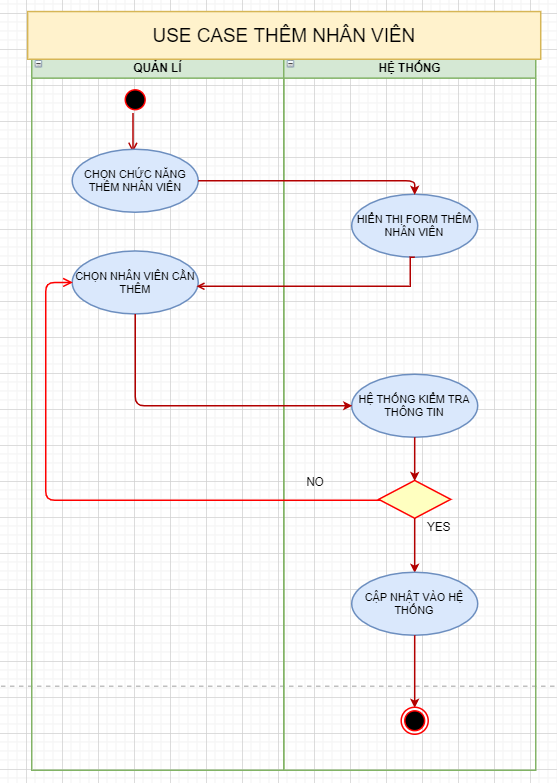 USE CASE THÊM NHÂN VIÊN
QUẢN LÍ
HỆ THỐNG
CHỌN CHỨC NĂNG
THÊM NHÂN VIÊN
HIỂN THỊ FORM THÊM
NHÂN VIÊN
CHỌN NHÂN VIÊN CẦN
THÊM
HỆ THỐNG KIỂM TRA
THÔNG TIN
NO
YES
CẬP NHẬT VÀO HỆ
THỐNG